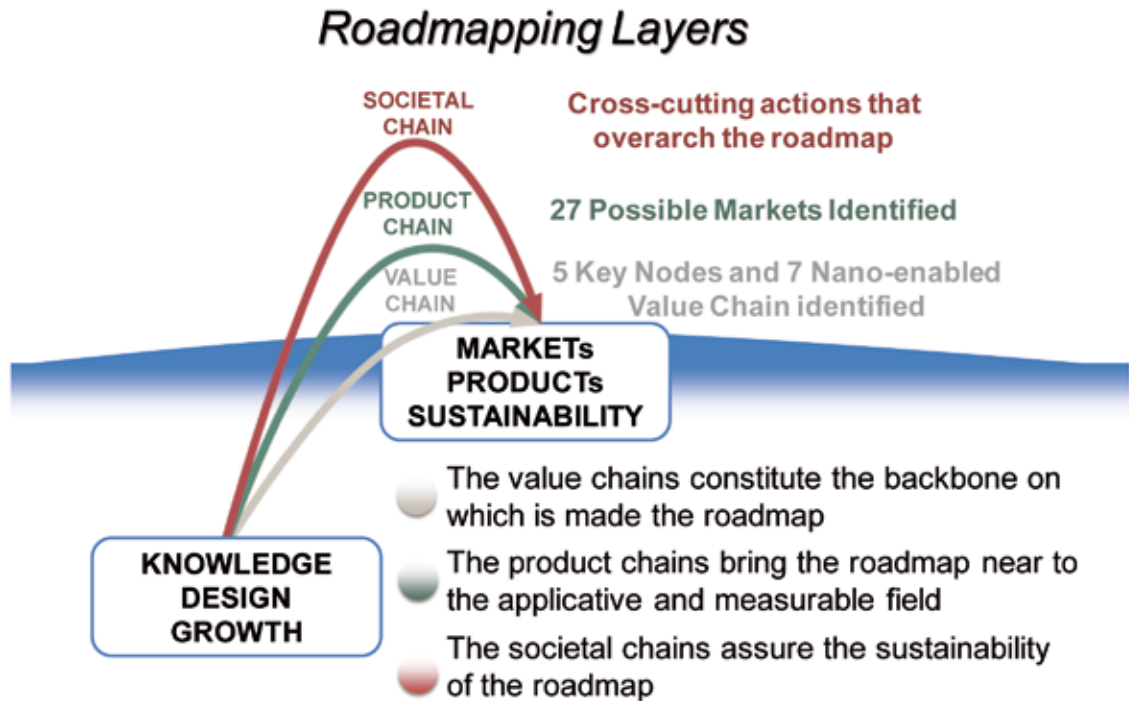 Roadmapping Layers
SOCIETAL
CHAIN
Cross-cutting actions that
overarch the roadmap
PRODUCT
CHAIN
27 Possible Markets Identified
VALUE
CHAIN
5 Key Nodes and 7 Nano-enabled
Value Chain identified
MARKETs
PRODUCTs
SUSTAINABILITY
The value chains constitute the backbone on
which is made the roadmap
KNOWLEDGE
DESIGN
GROWTH
The product chains bring the roadmap near to
the applicative and measurable field
The societal chains assure the sustainability
of the roadmap